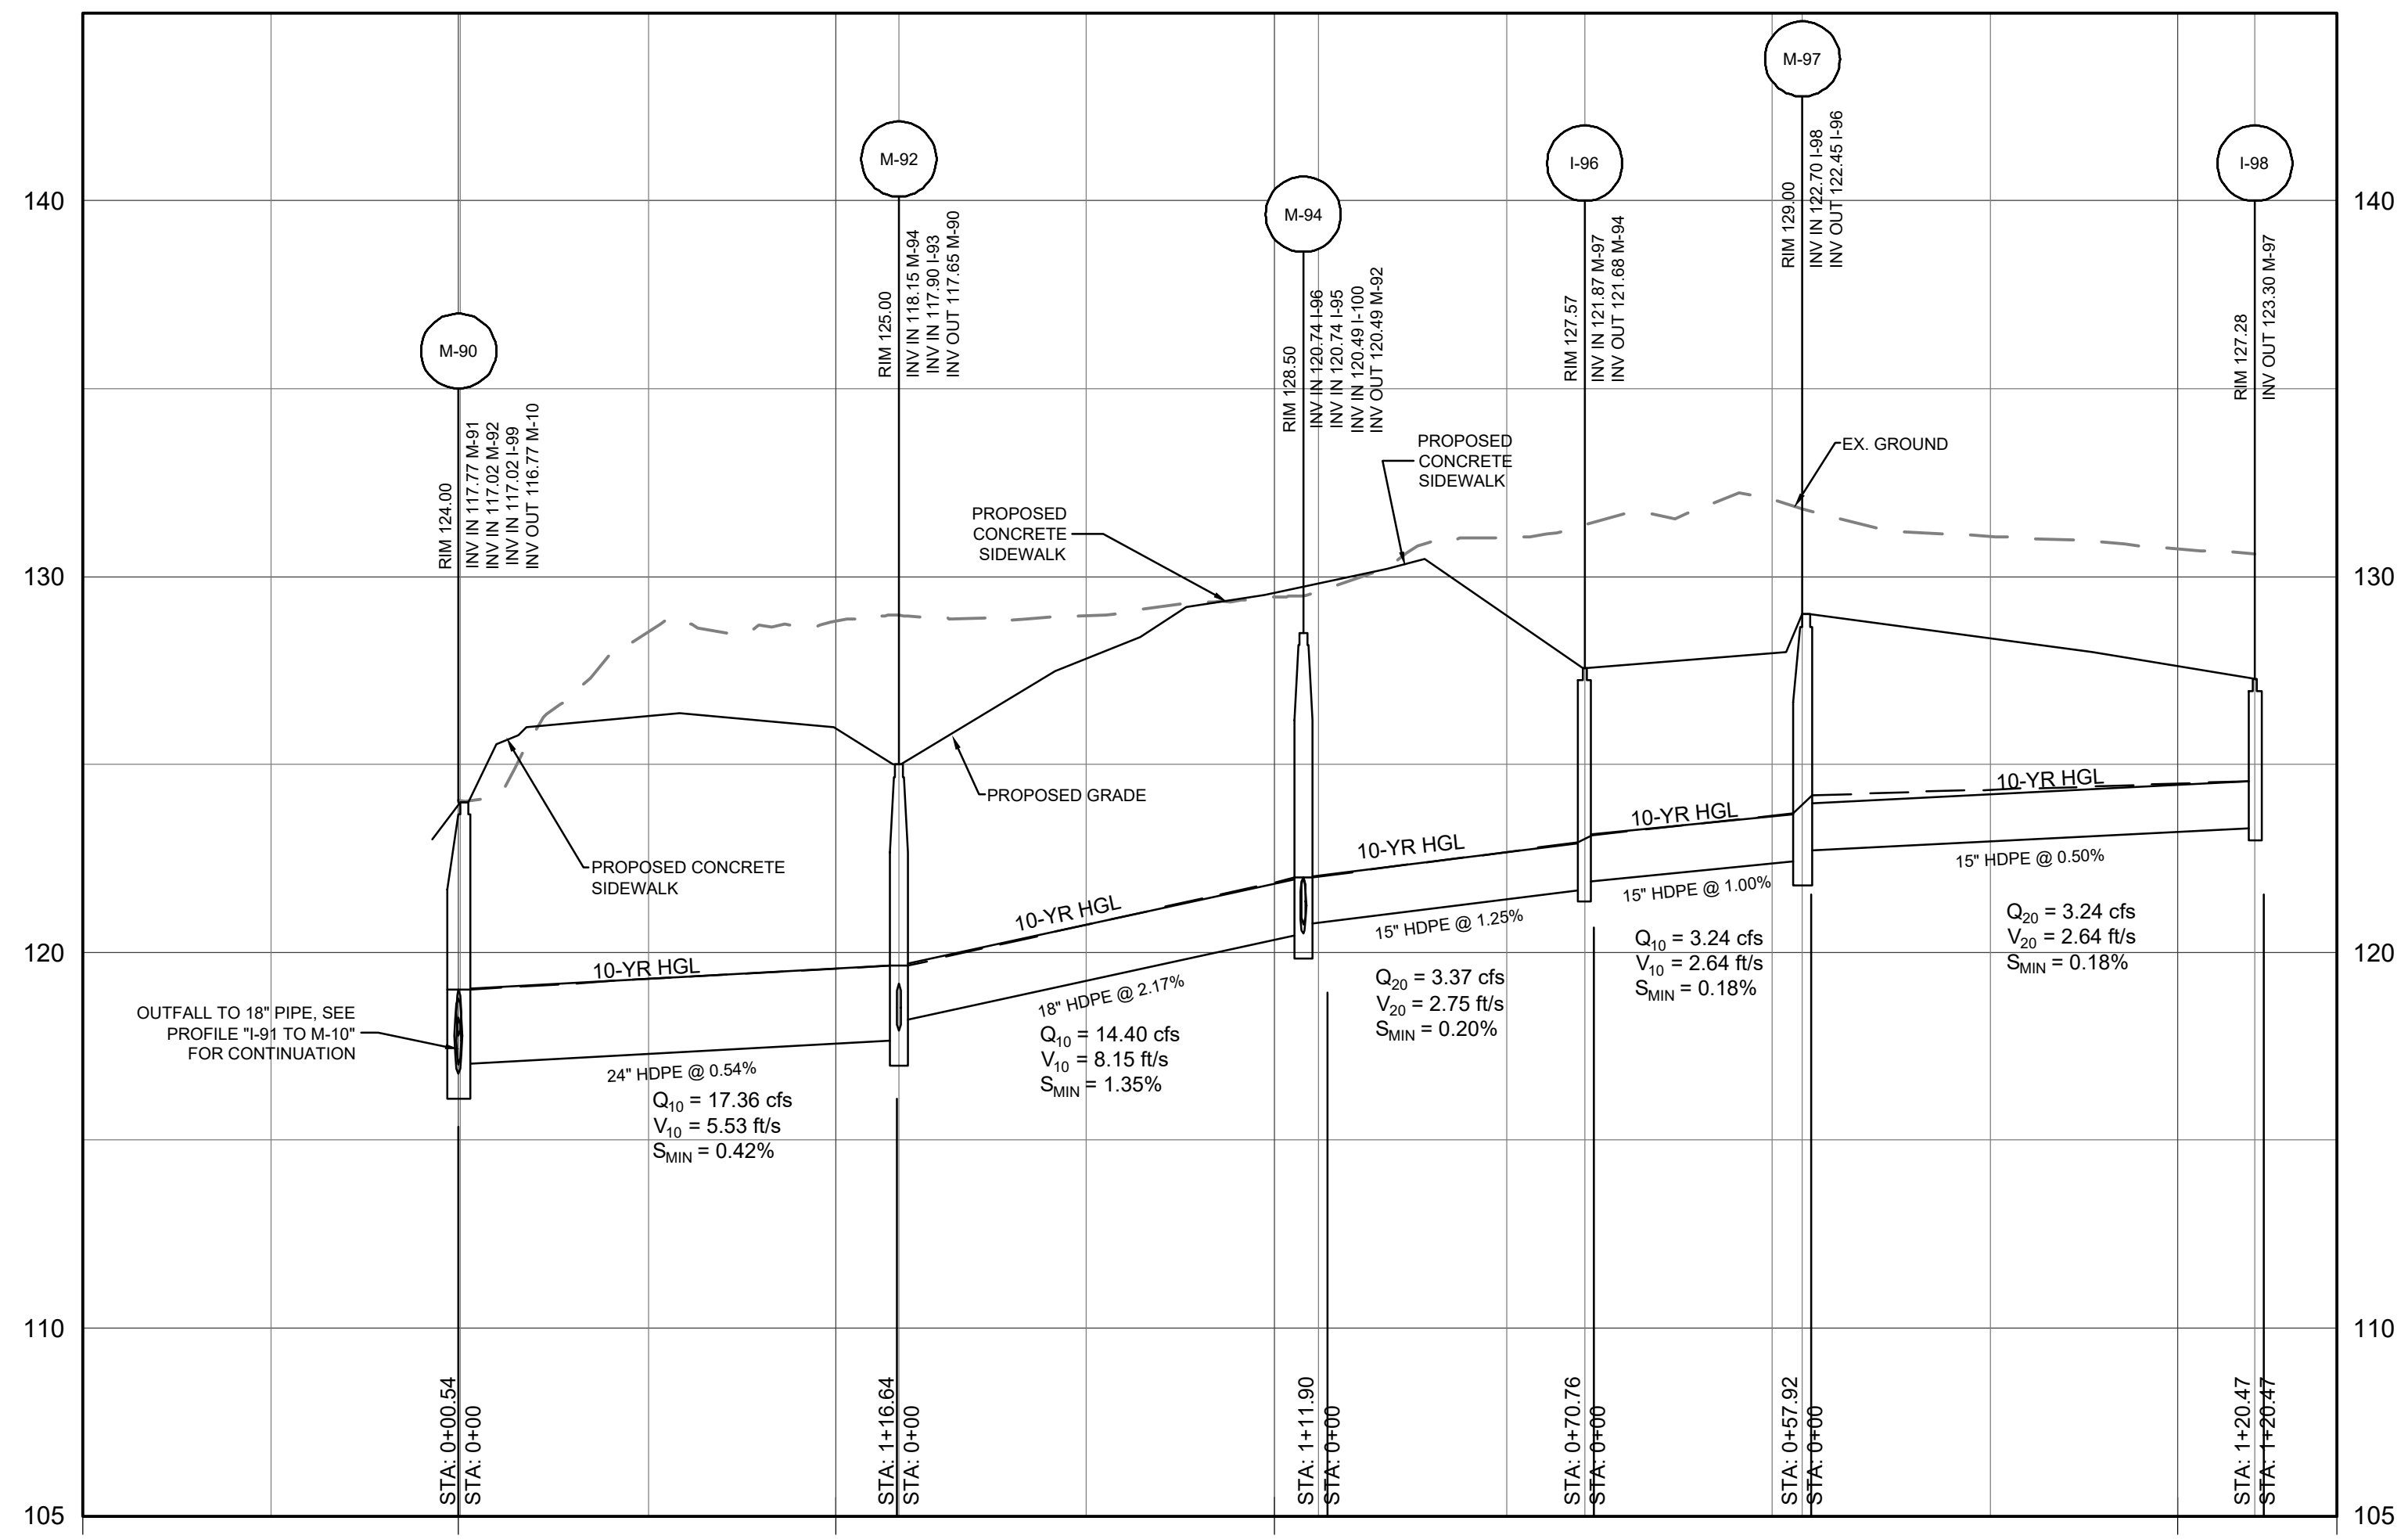 M-90
RIM 124.00
INV IN 117.77 M-91
INV IN 117.02 M-92
INV IN 117.02 I-99
INV OUT 116.77 M-10
M-92
RIM 125.00
INV IN 118.15 M-94
INV IN 117.90 I-93
INV OUT 117.65 M-90
M-94
RIM 128.50
INV IN 120.74 I-96
INV IN 120.74 I-95
INV IN 120.49 I-100
INV OUT 120.49 M-92
I-96
RIM 127.57
INV IN 121.87 M-97
INV OUT 121.68 M-94
M-97
RIM 129.00
INV IN 122.70 I-98
INV OUT 122.45 I-96
I-98
RIM 127.28
INV OUT 123.30 M-97
140
130
120
110
105
140
130
120
110
105
PROPOSED
CONCRETE
SIDEWALK
PROPOSED
CONCRETE
SIDEWALK
EX. GROUND
PROPOSED GRADE
PROPOSED CONCRETE
SIDEWALK
OUTFALL TO 18" PIPE, SEE
PROFILE "I-91 TO M-10"
FOR CONTINUATION
10-YR HGL
24" HDPE @ 0.54%
Q10 = 17.36 cfs
V10 = 5.53 ft/s
SMIN = 0.42%
10-YR HGL
18" HDPE @ 2.17%
Q10 = 14.40 cfs
V10 = 8.15 ft/s
SMIN = 1.35%
10-YR HGL
15" HDPE @ 1.25%
Q20 = 3.37 cfs
V20 = 2.75 ft/s
SMIN = 0.20%
10-YR HGL
15" HDPE @ 1.00%
Q10 = 3.24 cfs
V10 = 2.64 ft/s
SMIN = 0.18%
10-YR HGL
15" HDPE @ 0.50%
Q20 = 3.24 cfs
V20 = 2.64 ft/s
SMIN = 0.18%
STA: 0+00.54
STA: 0+00
STA: 1+16.64
STA: 0+00
STA: 1+11.90
STA: 0+00
STA: 0+70.76
STA: 0+00
STA: 0+57.92
STA: 0+00
STA: 1+20.47
STA: 1+20.47